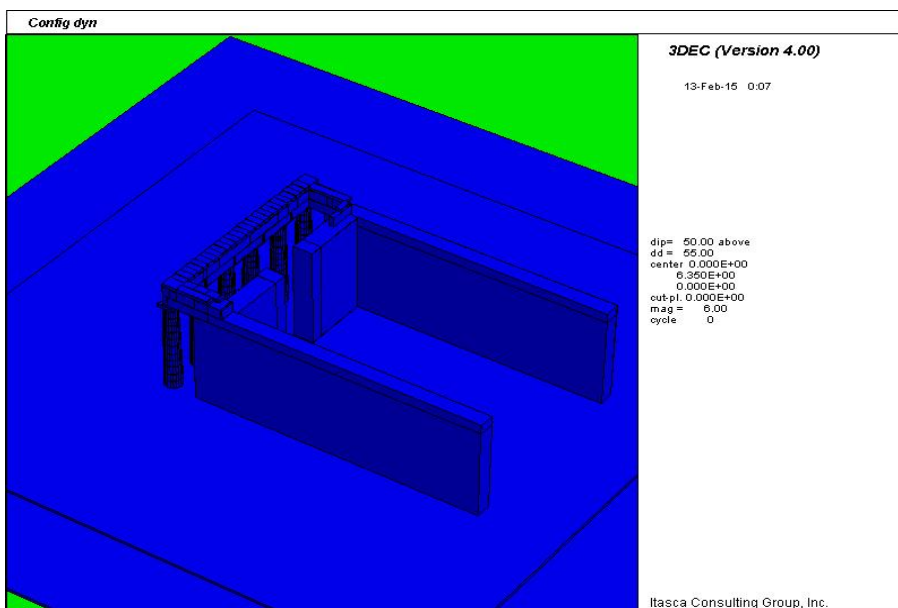 Config dyn
3DEC (Version 4.00)
13-Feb-15 0:07
dip= 50.00 above
dd = 55.00
center 0.000E+00
6.350E+00
0.000E+00
cut-pl. 0.000E+00
mag = 6.00
cycle 0
Itasca Consulting Group, Inc.